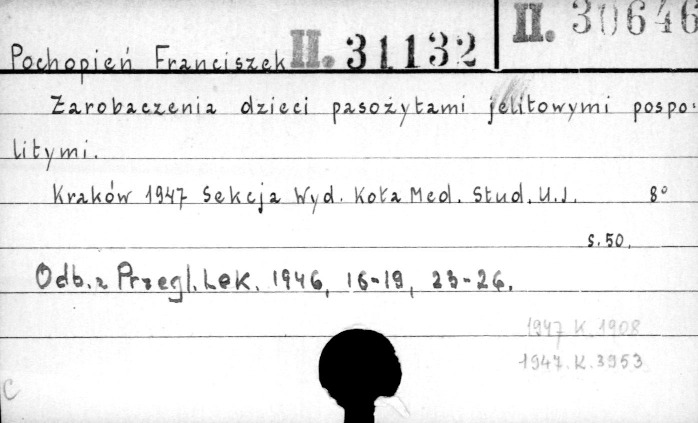 II. 30646
Pochopień Franciszek II. 31132
Zarobaczenia dzieci pasożytami jelitowymi pospo-
litymi.
Kraków 1947 Sekcja Wyd. Koła Med. Stud. U.J. 8°
s. 50.
Odb. z Przegl. Lek. 1946, 16-19, 23-26.
1947 K. 1908
1947. K. 3953
C